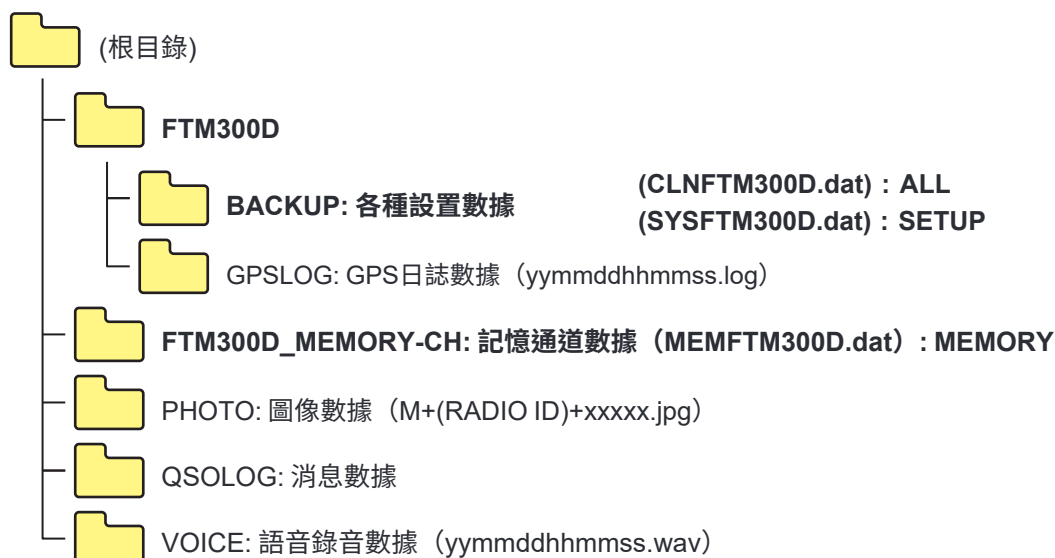 (根目錄)
FTM300D
BACKUP: 各種設置數據 (CLNFTM300D.dat)：ALL
(SYSFTM300D.dat)：SETUP
GPSLOG: GPS日誌數據（yymmddhhmmss.log）
FTM300D_MEMORY-CH: 記憶通道數據（MEMFTM300D.dat）: MEMORY
PHOTO: 圖像數據（M+(RADIO ID)+xxxxx.jpg）
QSOLOG: 消息數據
VOICE: 語音錄音數據（yymmddhhmmss.wav）